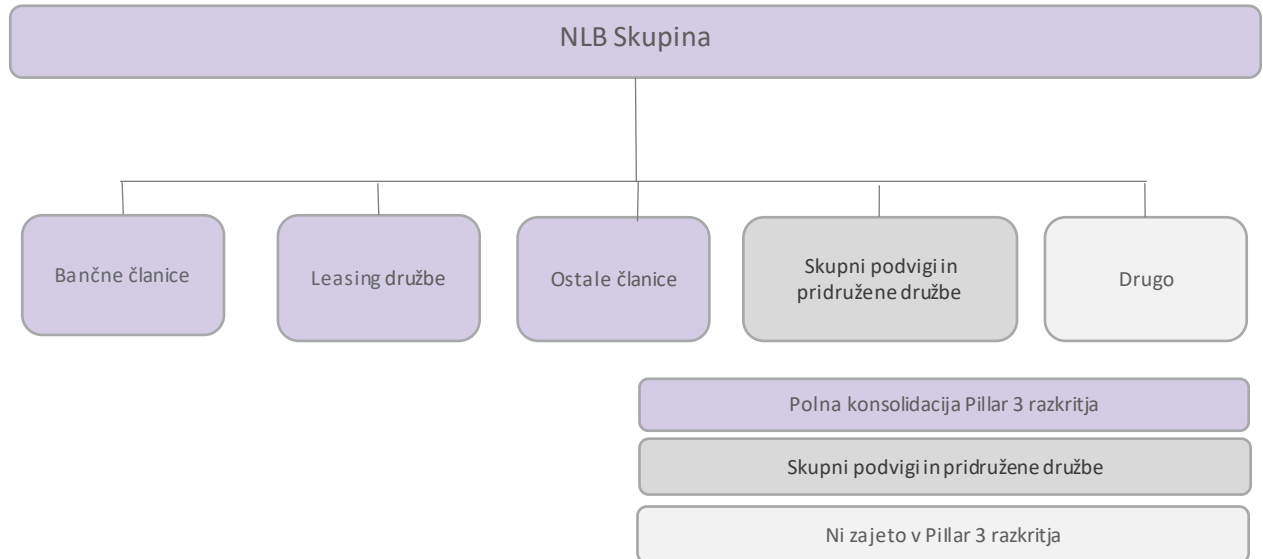 NLB Skupina
Bančne članice
Leasing družbe
Ostale članice
Skupni podvigi in
pridružene družbe
Drugo
Polna konsolidacija Pillar 3 razkritja
Skupni podvigi in pridružene družbe
Ni zajeto v Pillar 3 razkritja